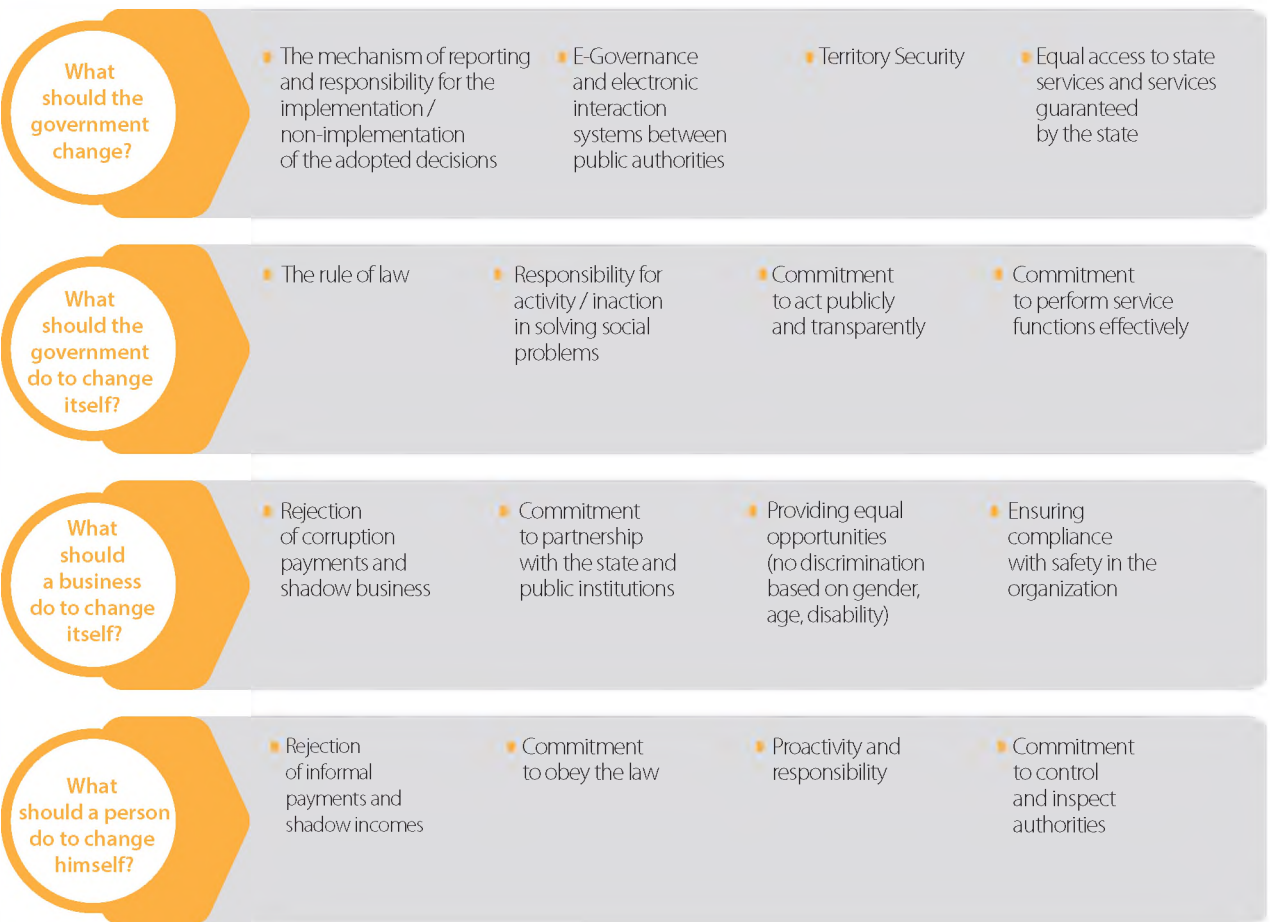 What
should the
government
change?
The mechanism of reporting
and responsibility for the
implementation /
non-implementation
of the adopted decisions
E-Governance
and electronic
interaction
systems between
public authorities
Territory Security
Equal access to state
services and services
guaranteed
by the state
What
should the
government
do to change
itself?
The rule of law
Responsibility for
activity / inaction
in solving social
problems
Commitment
to act publicly
and transparently
Commitment
to perform service
functions effectively
What
should
a business
do to change
itself?
Rejection
of corruption
payments and
shadow business
Commitment
to partnership
with the state and
public institutions
Providing equal
opportunities
(no discrimination
based on gender,
age, disability)
Ensuring
compliance
with safety in the
organization
What
should a person
do to change
himself?
Rejection
of informal
payments and
shadow incomes
Commitment
to obey the law
Proactivity and
responsibility
Commitment
to control
and inspect
authorities